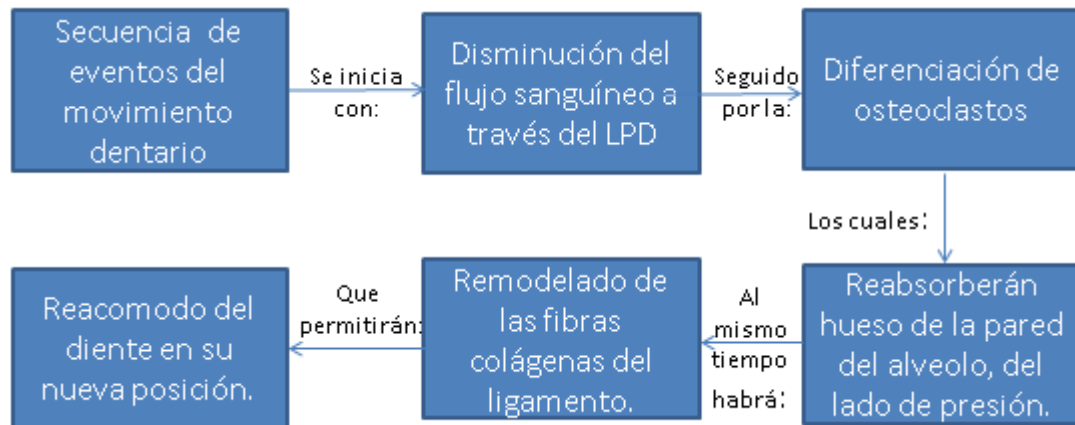 Secuencia de
eventos del
movimiento
dentario
Se inicia
con:
Disminución del
flujo sanguíneo a
través del LPD
Seguido
por la:
Diferenciación de
osteoclastos
Los cuales:
Reabsorberán
hueso de la pared
del alveolo, del
lado de presión.
Al
mismo
tiempo
habrá:
Remodelado de
las fibras
colágenas del
ligamento.
Que
permitirán:
Reacomodo del
diente en su
nueva posición.